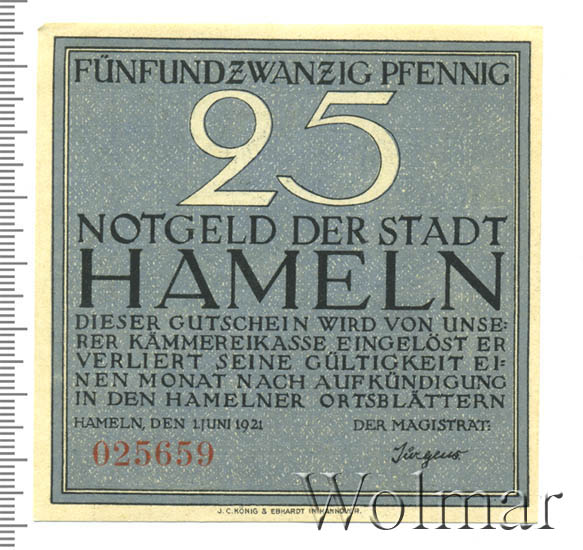 FÜNFUNDZWANZIG PFENNIG
25
NOTGELD DER STADT
HAMELN
DIESER GUTSCHEIN WIRD VON UNSE:
RER KÄMMEREIKASSE EINGELÖST ER
VERLIERT SEINE GÜLTIGKEIT EI:
NEN MONAT NACH AUFKÜNDIGUNG
IN DEN HAMELNER ORTSBLÄTTERN
HAMELN, DEN 1. JUNI 1921 DER MAGISTRAT:
025659 Jürgens
J. C. KÖNIG & EBHARDT IN HANNOVER.
Wolmar